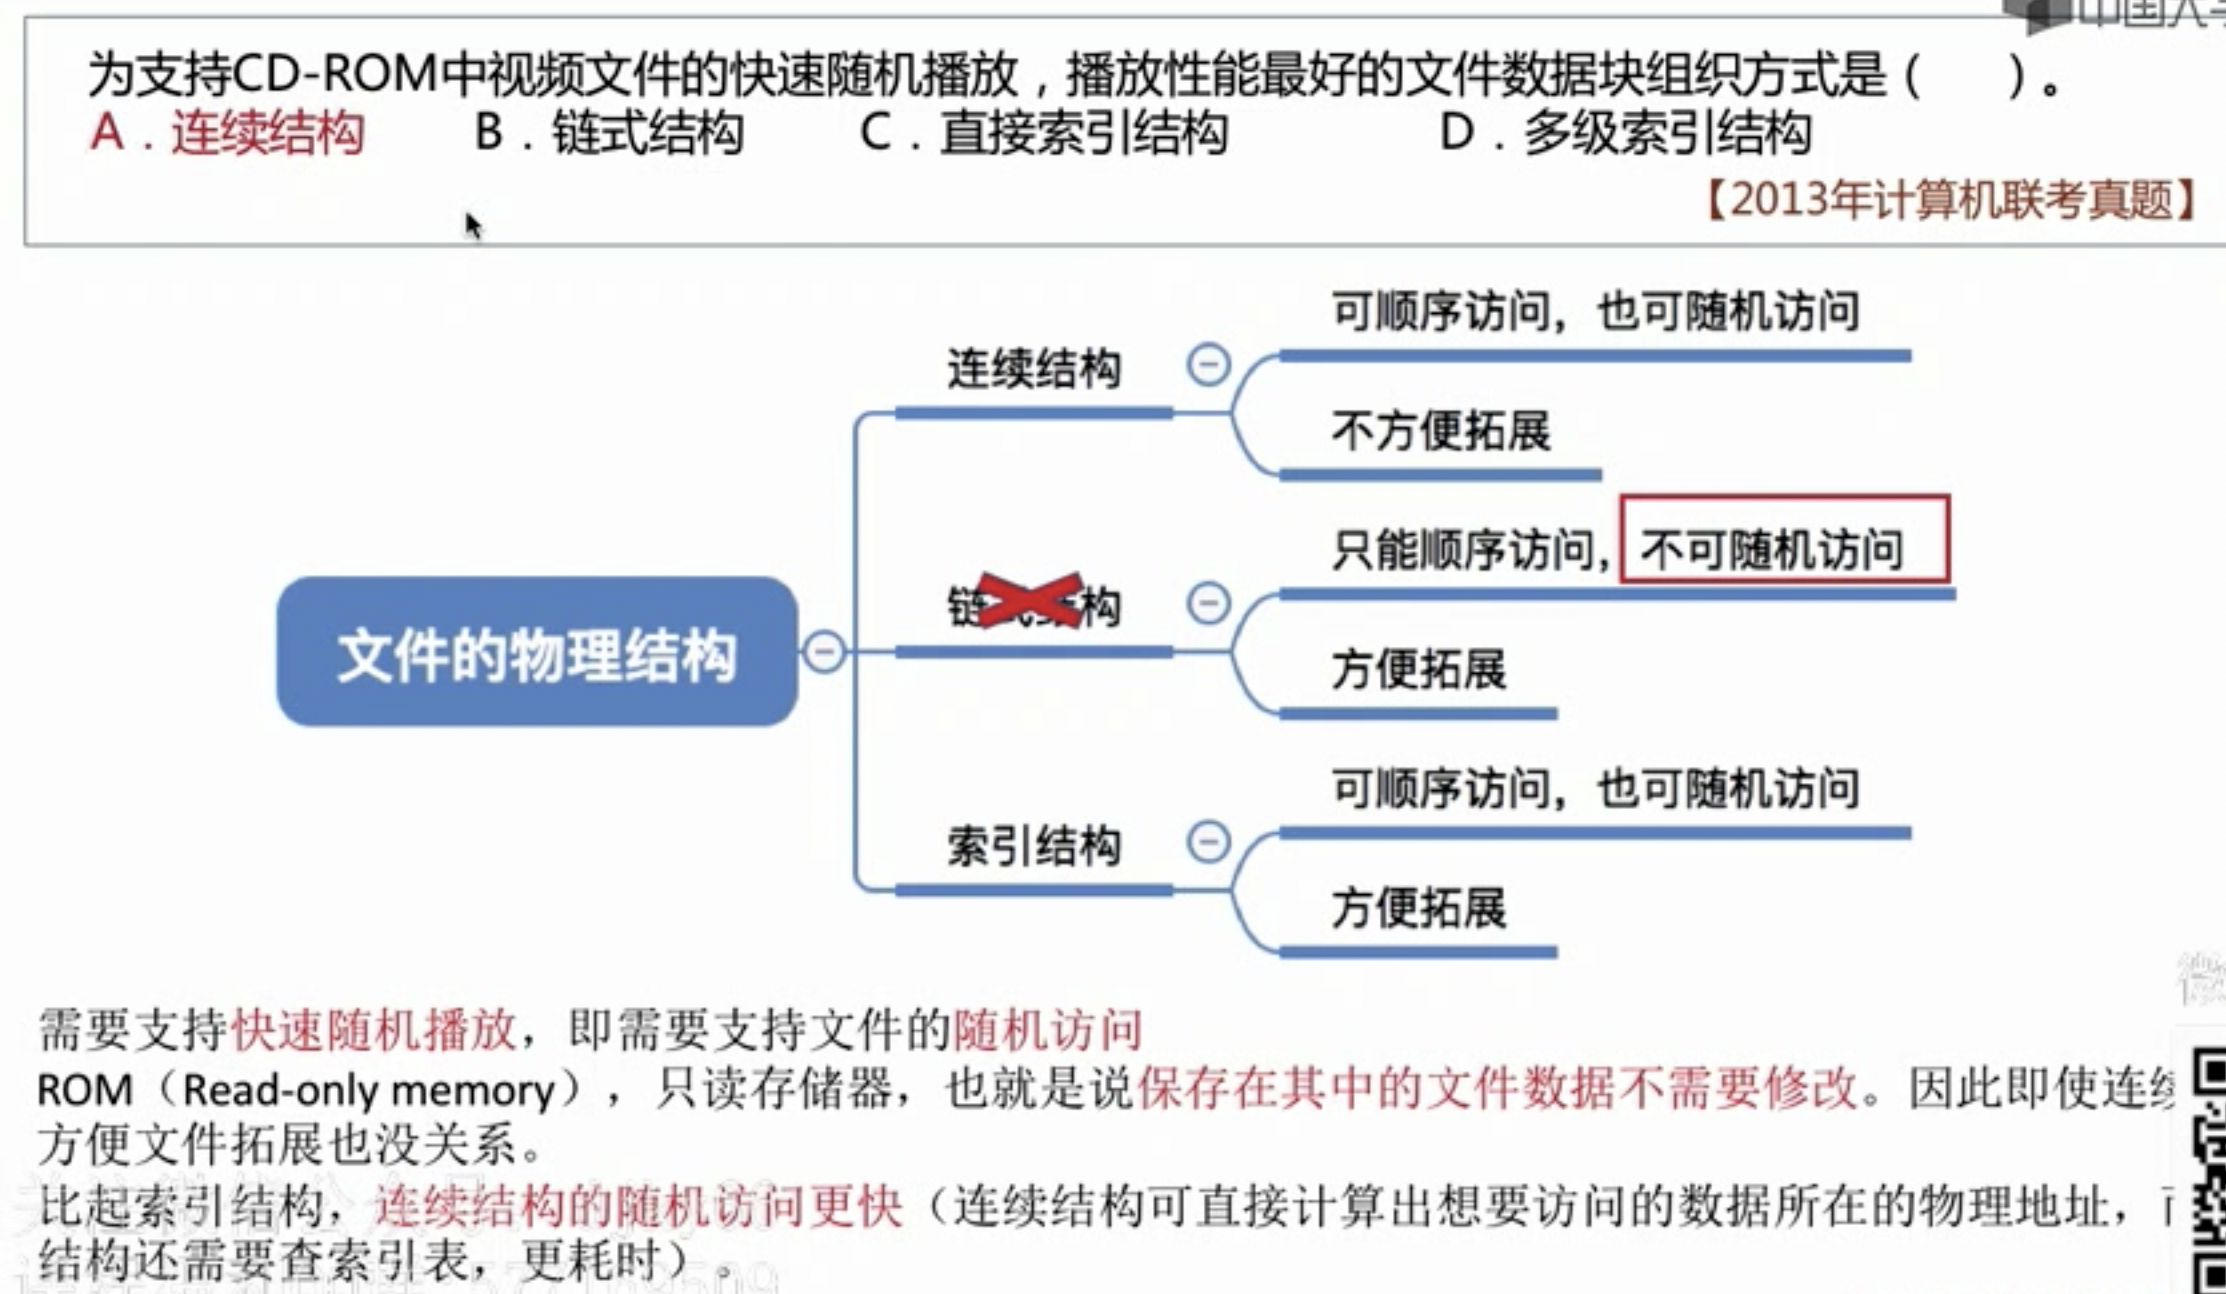 中国大学
为支持CD-ROM中视频文件的快速随机播放，播放性能最好的文件数据块组织方式是（　　）。
A．连续结构　　B．链式结构　　C．直接索引结构　　D．多级索引结构
【2013年计算机联考真题】
可顺序访问，也可随机访问
连续结构
不方便拓展
只能顺序访问，不可随机访问
链式结构
方便拓展
文件的物理结构
可顺序访问，也可随机访问
索引结构
方便拓展
需要支持快速随机播放，即需要支持文件的随机访问
ROM（Read-only memory），只读存储器，也就是说保存在其中的文件数据不需要修改。因此即使连续
方便文件拓展也没关系。
比起索引结构，连续结构的随机访问更快（连续结构可直接计算出想要访问的数据所在的物理地址，
结构还需要查索引表，更耗时）。